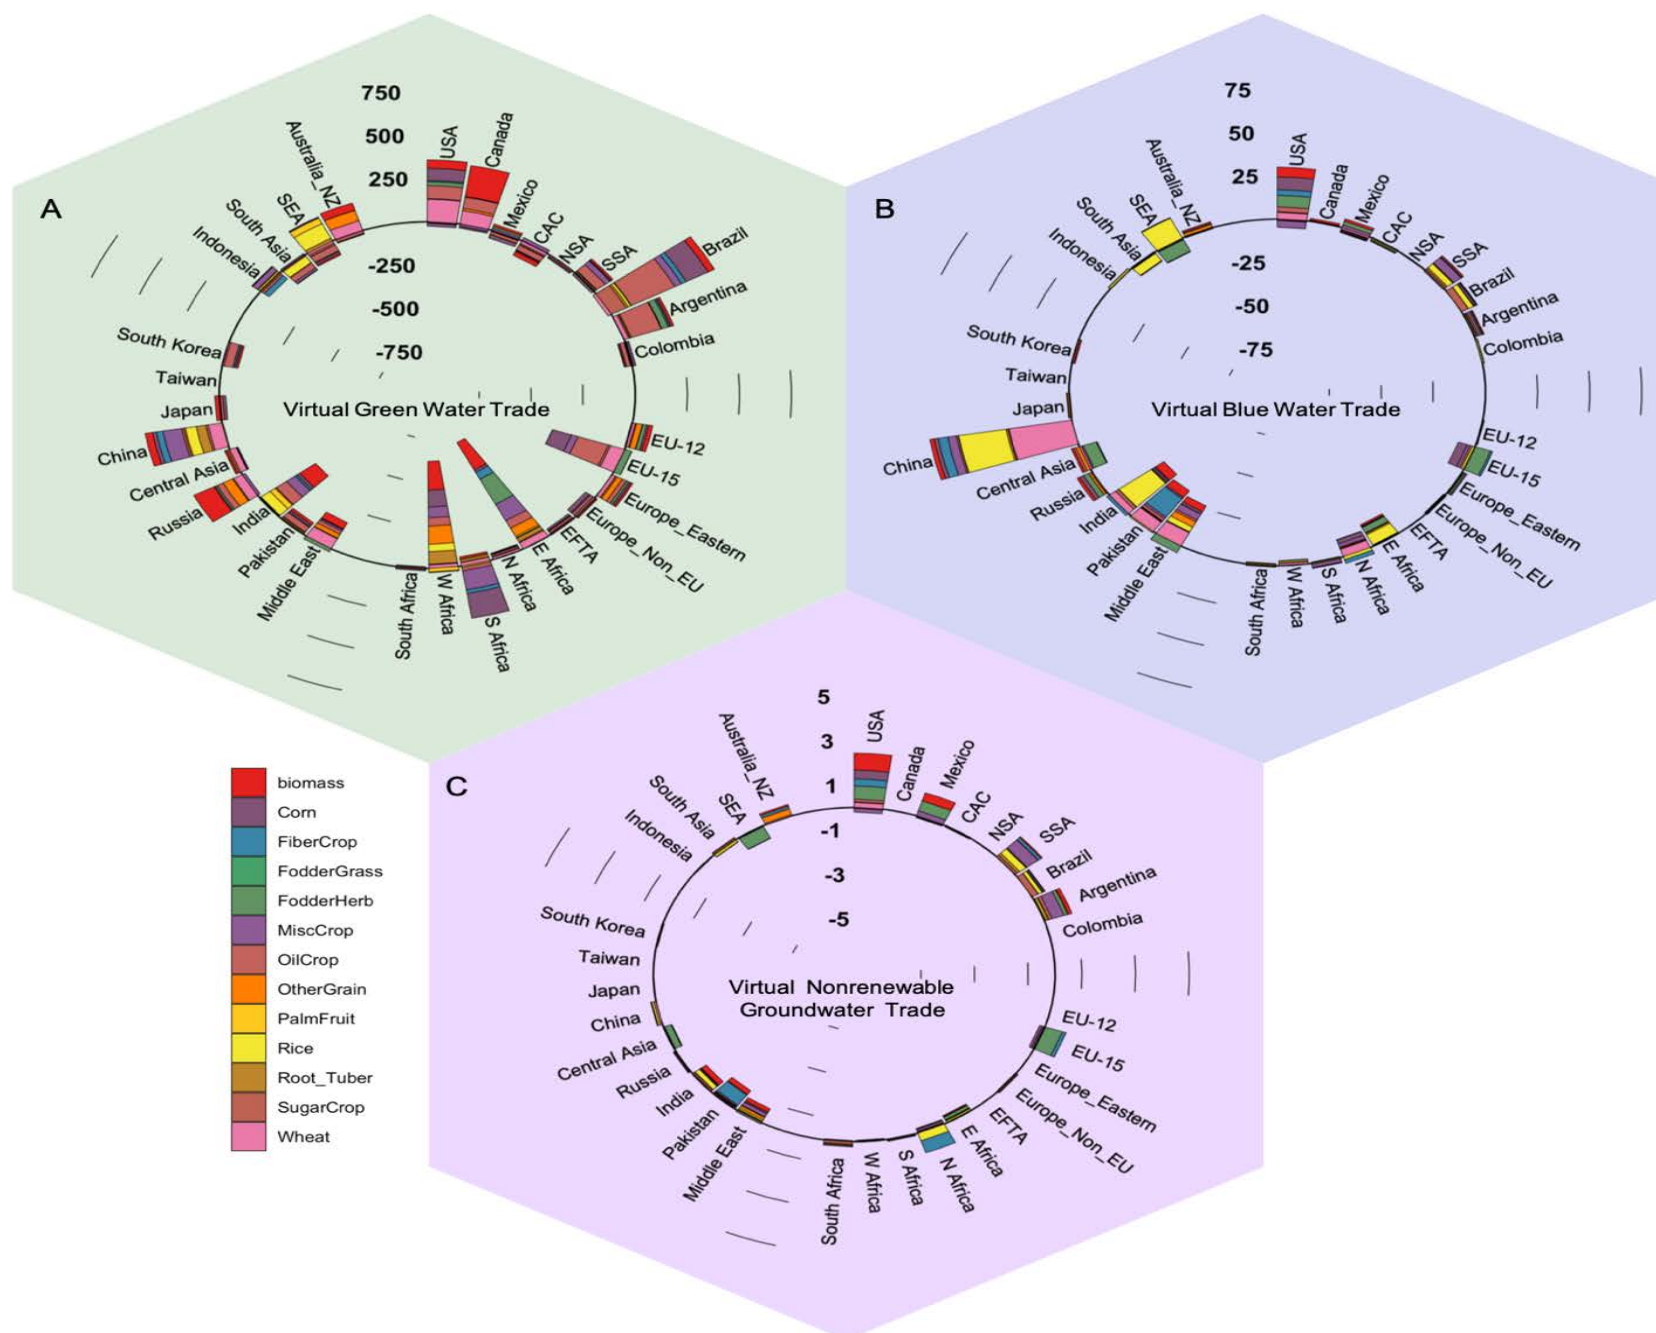 A
750
500
250
-250
-500
-750
USA
Canada
Mexico
CAC
NSA
SSA
Brazil
Argentina
Colombia
EU-12
EU-15
Europe_Eastern
Europe_Non_EU
EFTA
E Africa
N Africa
S Africa
W Africa
South Africa
Middle East
Pakistan
India
Russia
Central Asia
China
Japan
Taiwan
South Korea
Indonesia
South Asia
SEA
Australia_NZ
Virtual Green Water Trade
B
75
50
25
-25
-50
-75
USA
Canada
Mexico
CAC
NSA
SSA
Brazil
Argentina
Colombia
EU-12
EU-15
Europe_Eastern
Europe_Non_EU
EFTA
E Africa
N Africa
S Africa
W Africa
South Africa
Middle East
Pakistan
India
Russia
Central Asia
China
Japan
Taiwan
South Korea
Indonesia
South Asia
SEA
Australia_NZ
Virtual Blue Water Trade
C
5
3
1
-1
-3
-5
USA
Canada
Mexico
CAC
NSA
SSA
Brazil
Argentina
Colombia
EU-12
EU-15
Europe_Eastern
Europe_Non_EU
EFTA
E Africa
N Africa
S Africa
W Africa
South Africa
Middle East
Pakistan
India
Russia
Central Asia
China
Japan
Taiwan
South Korea
Indonesia
South Asia
SEA
Australia_NZ
Virtual Nonrenewable
Groundwater Trade
biomass
Corn
FiberCrop
FodderGrass
FodderHerb
MiscCrop
OilCrop
OtherGrain
PalmFruit
Rice
Root_Tuber
SugarCrop
Wheat